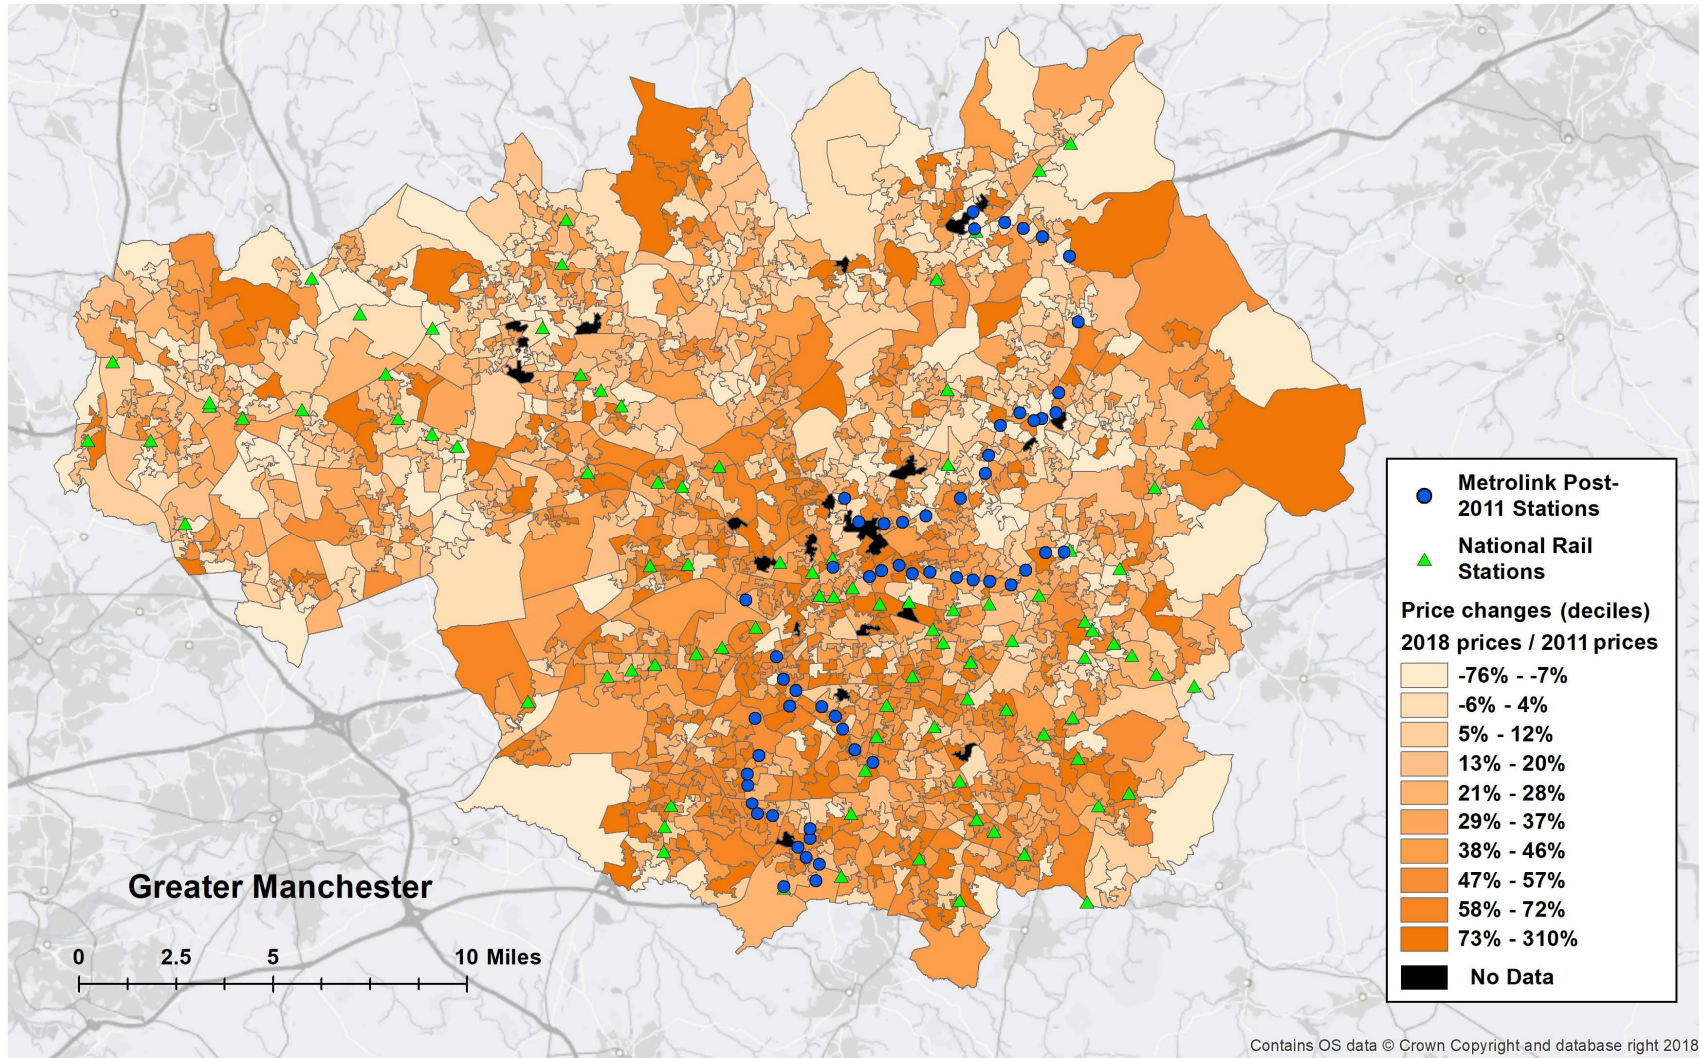 Metrolink Post-
2011 Stations
National Rail
Stations
Price changes (deciles)
2018 prices / 2011 prices
-76% - -7%
-6% - 4%
5% - 12%
13% - 20%
21% - 28%
29% - 37%
38% - 46%
47% - 57%
58% - 72%
73% - 310%
No Data
Greater Manchester
0 2.5 5 10 Miles
Contains OS data © Crown Copyright and database right 2018